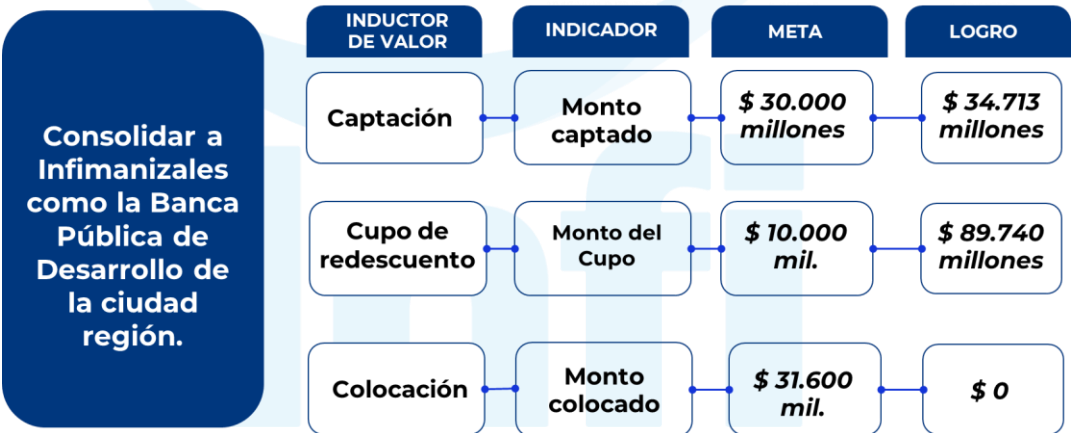 INDUCTOR
DE VALOR
INDICADOR
META
LOGRO
Consolidar a
Infimanizales
como la Banca
Pública de
Desarrollo de
la ciudad
región.
Captación
Monto
captado
$ 30.000
millones
$ 34.713
millones
Cupo de
redescuento
Monto del
Cupo
$ 10.000
mil.
$ 89.740
millones
Colocación
Monto
colocado
$ 31.600
mil.
$ 0
infi